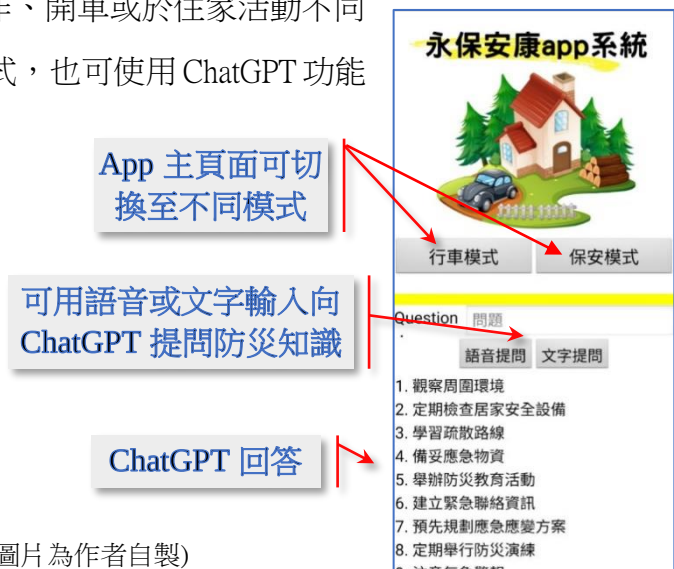 、開車或於住家活動不同
式，也可使用 ChatGPT 功能
永保安康app系統
App 主頁面可切
換至不同模式
行車模式
保安模式
可用語音或文字輸入向
ChatGPT 提問防災知識
Question 問題
語音提問 文字提問
ChatGPT 回答
1. 觀察周圍環境
2. 定期檢查居家安全設備
3. 學習疏散路線
4. 備妥應急物資
5. 舉辦防災教育活動
6. 建立緊急聯絡資訊
7. 預先規劃應急應變方案
8. 定期舉行防災演練
圖片為作者自製)